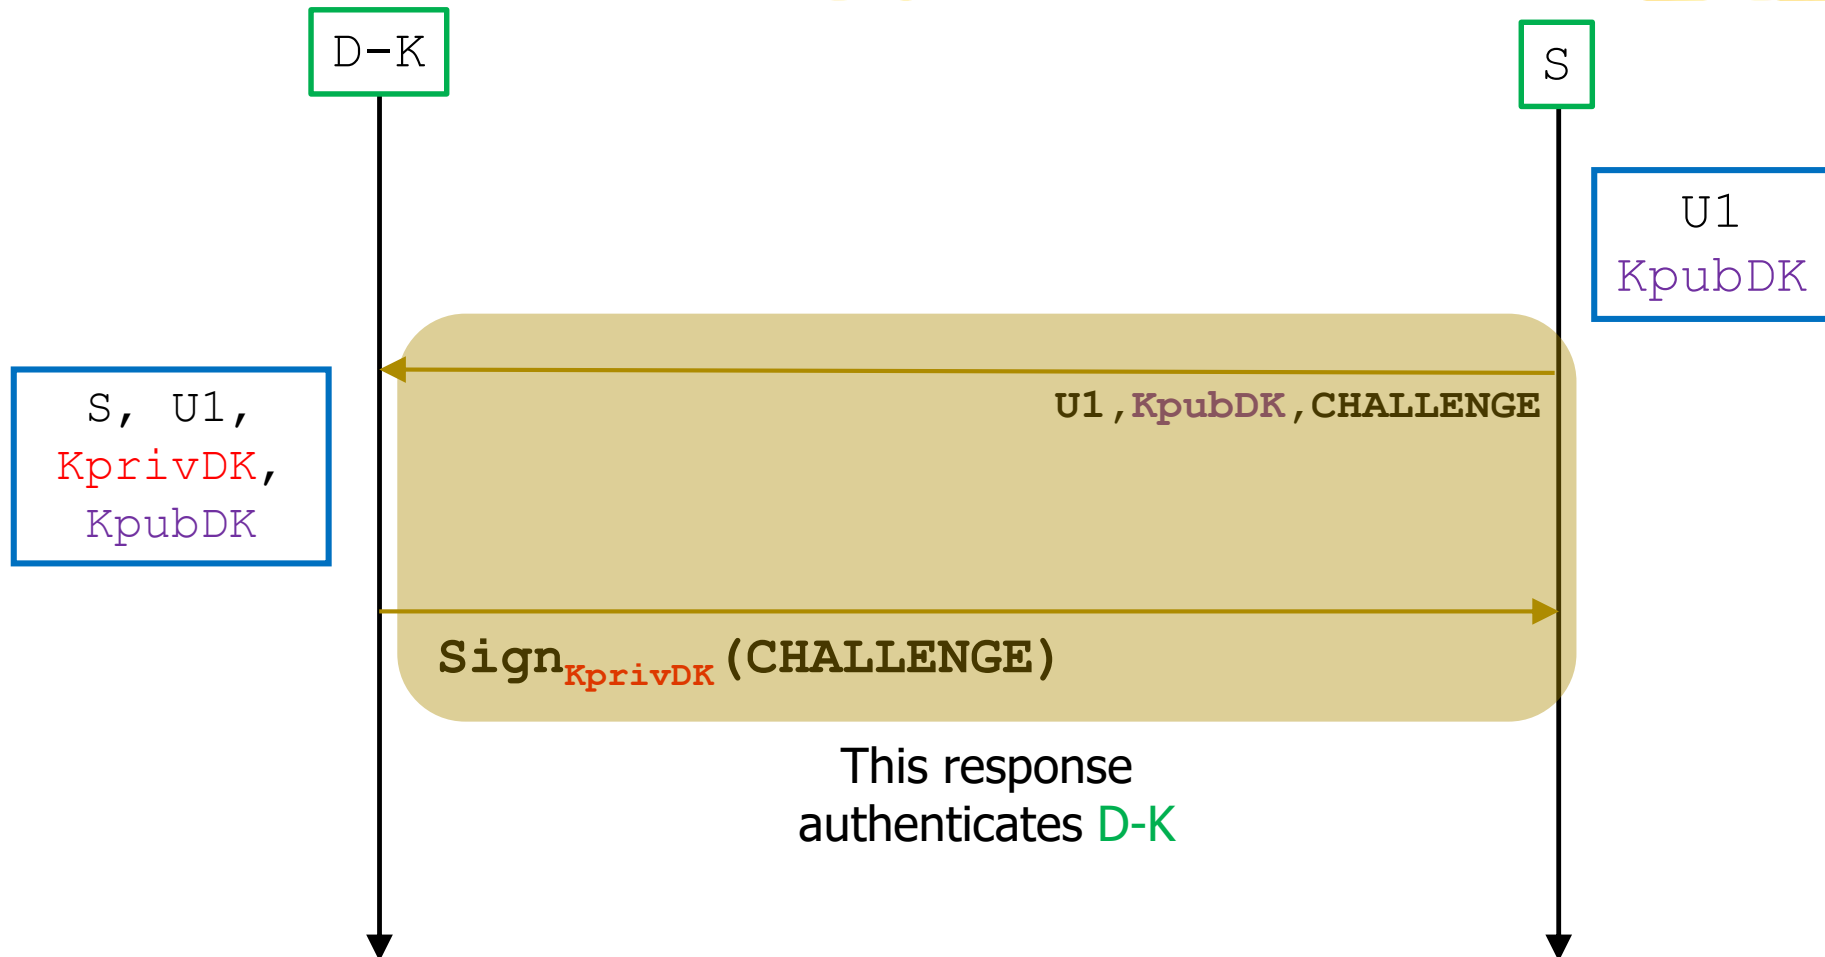 D-K
S
U1
KpubDK
U1,KpubDK,CHALLENGE
S, U1,
KprivDK,
KpubDK
SignKprivDK(CHALLENGE)
This response
authenticates D-K